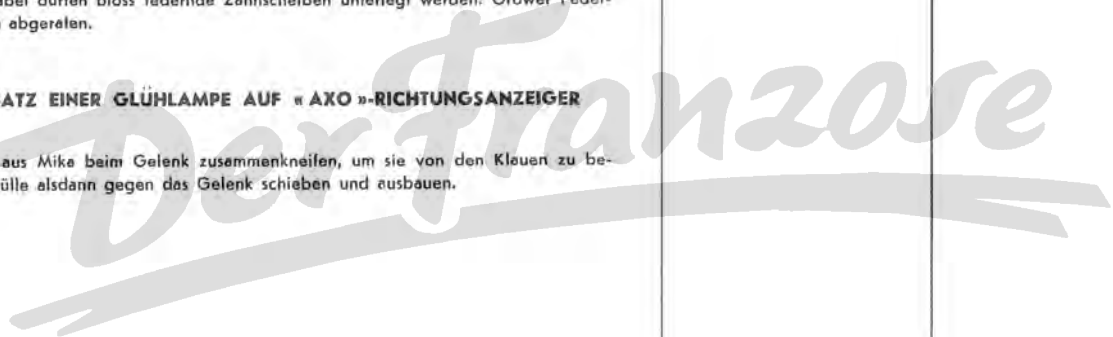 dürfen bloss federnde Zahnscheiben unterlegt werden. Grower Feder-
abgeraten.
ATZ EINER GLÜHLAMPE AUF « AXO »-RICHTUNGSANZEIGER
aus Mika beim Gelenk zusammenkneifen, um sie von den Klauen zu be-
ülle alsdann gegen das Gelenk schieben und ausbauen.
Der Franzose